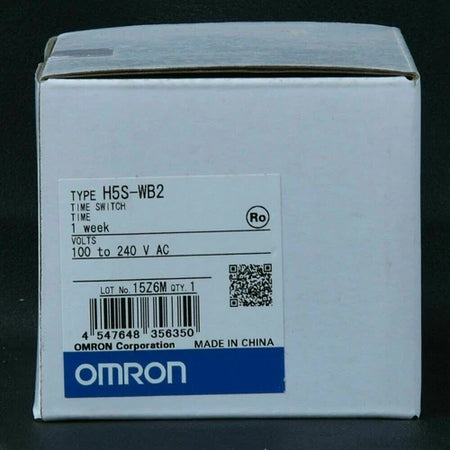 TYPE H5S-WB2
TIME SWITCH
TIME
1 week
VOLTS
100 to 240 V AC
Ro
LOT No. 15Z6M QTY. 1
4 547648 356350
OMRON Corporation MADE IN CHINA
OMRON